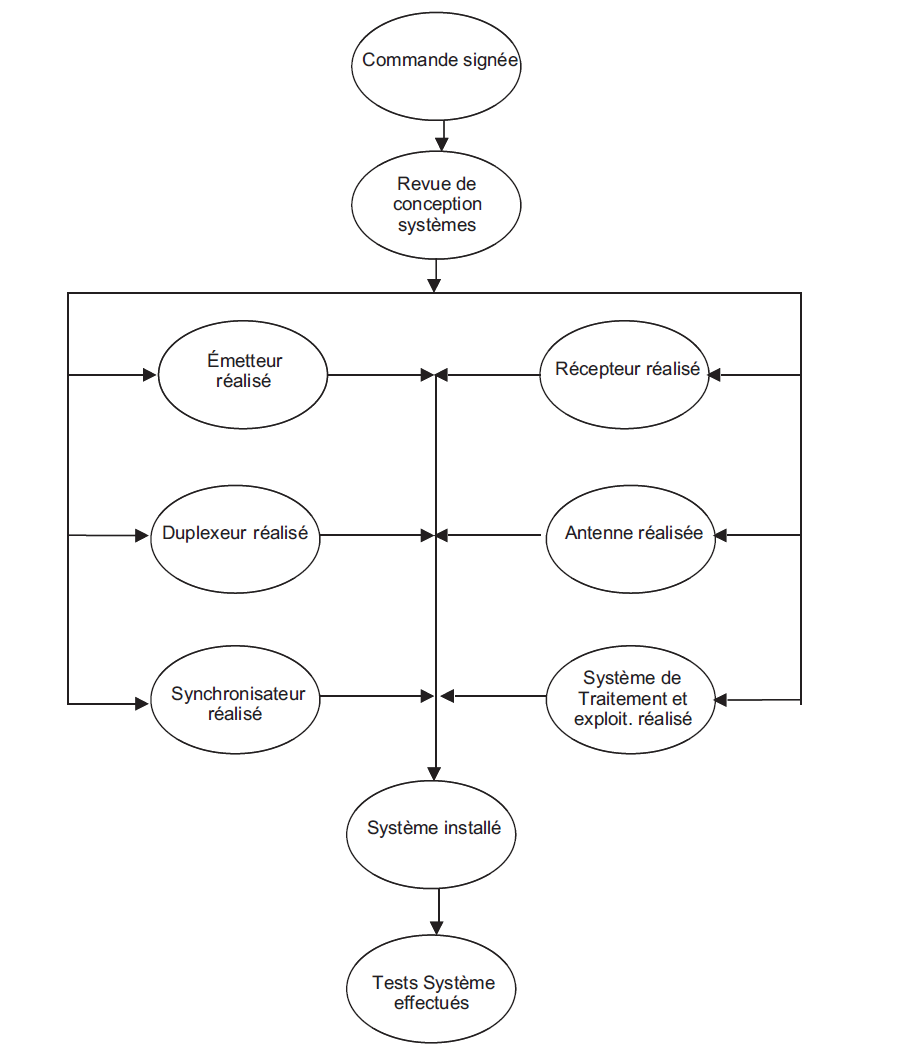 Commande signée
Revue de
conception
systèmes
Émetteur
réalisé
Récepteur réalisé
Duplexeur réalisé
Antenne réalisée
Synchronisateur
réalisé
Système de
Traitement et
exploit. réalisé
Système installé
Tests Système
effectués